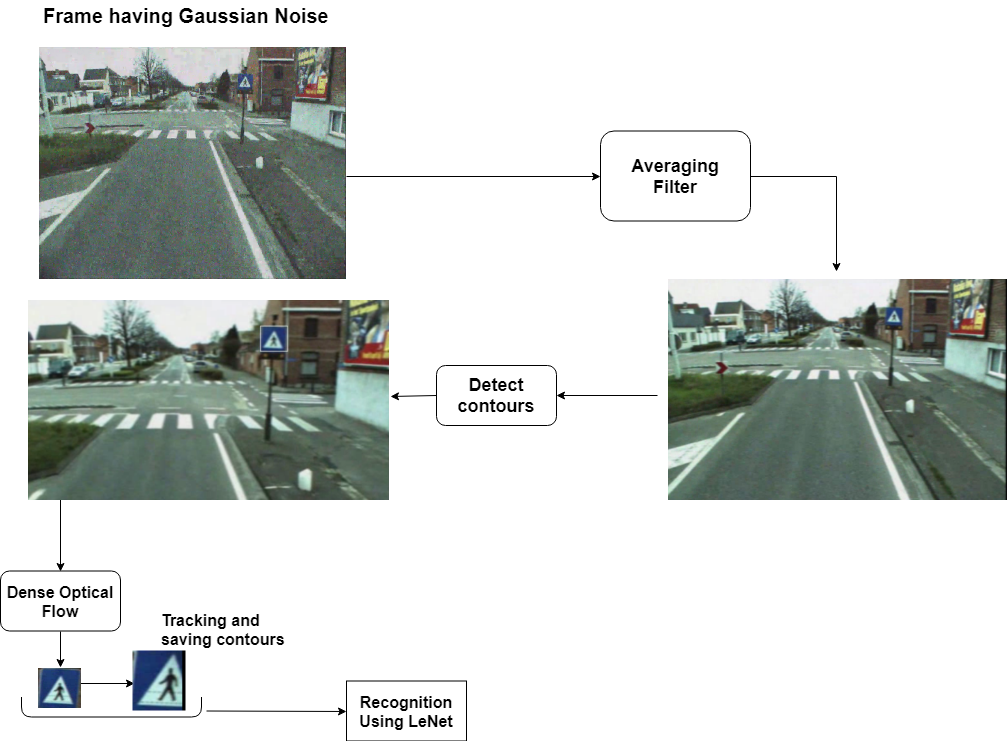 Frame having Gaussian Noise
Averaging
Filter
Detect
contours
Dense Optical
Flow
Tracking and
saving contours
Recognition
Using LeNet